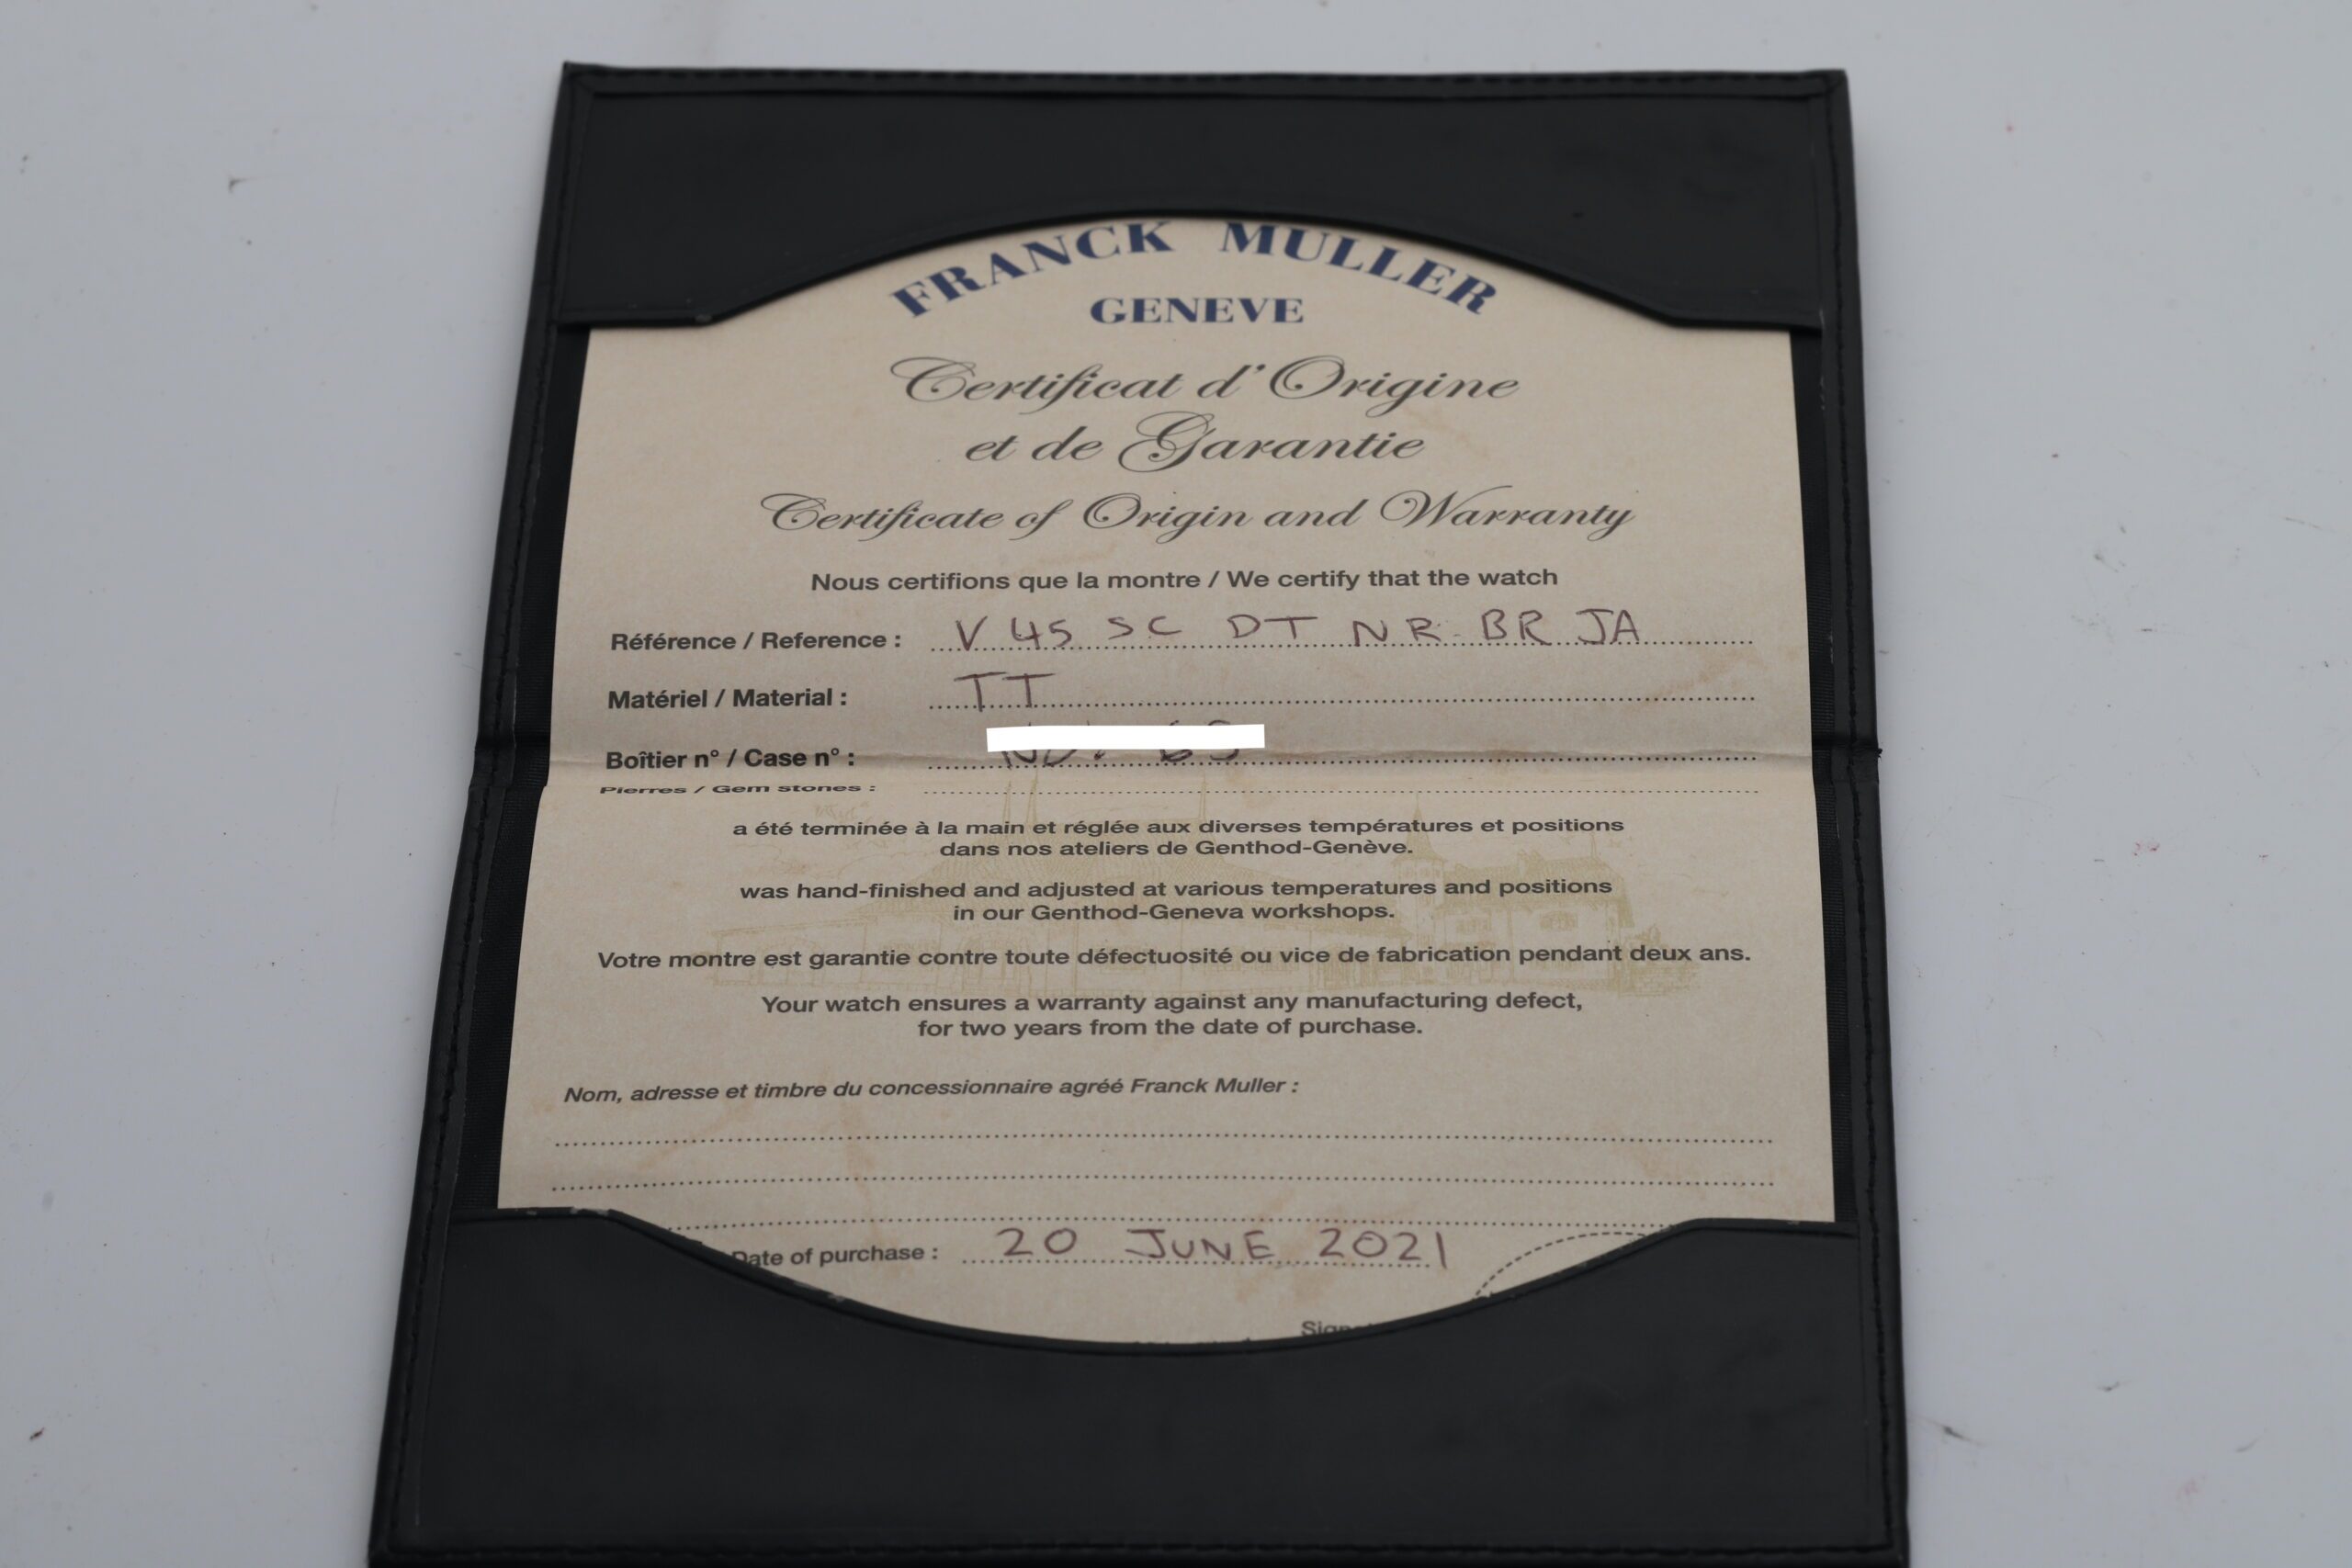 FRANCK MULLER
GENEVE
Certificat d'Origine
et de Garantie
Certificate of Origin and Warranty
Nous certifions que la montre / We certify that the watch
Référence / Reference : V 45 SC DT NR BR JA
Matériel / Material : TT
Boîtier n° / Case n° :
Pierres / Gem stones :
a été terminée à la main et réglée aux diverses températures et positions
dans nos ateliers de Genthod-Genève.
was hand-finished and adjusted at various temperatures and positions
in our Genthod-Geneva workshops.
Votre montre est garantie contre toute défectuosité ou vice de fabrication pendant deux ans.
Your watch ensures a warranty against any manufacturing defect,
for two years from the date of purchase.
Nom, adresse et timbre du concessionnaire agréé Franck Muller :
Date of purchase : 20 JUNE 2021